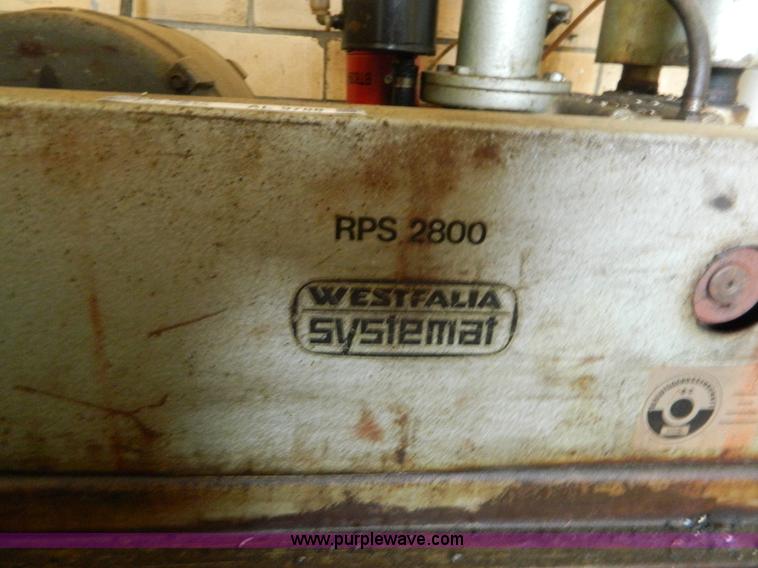 RPS 2800
WESTFALIA
systemat
www.purplewave.com